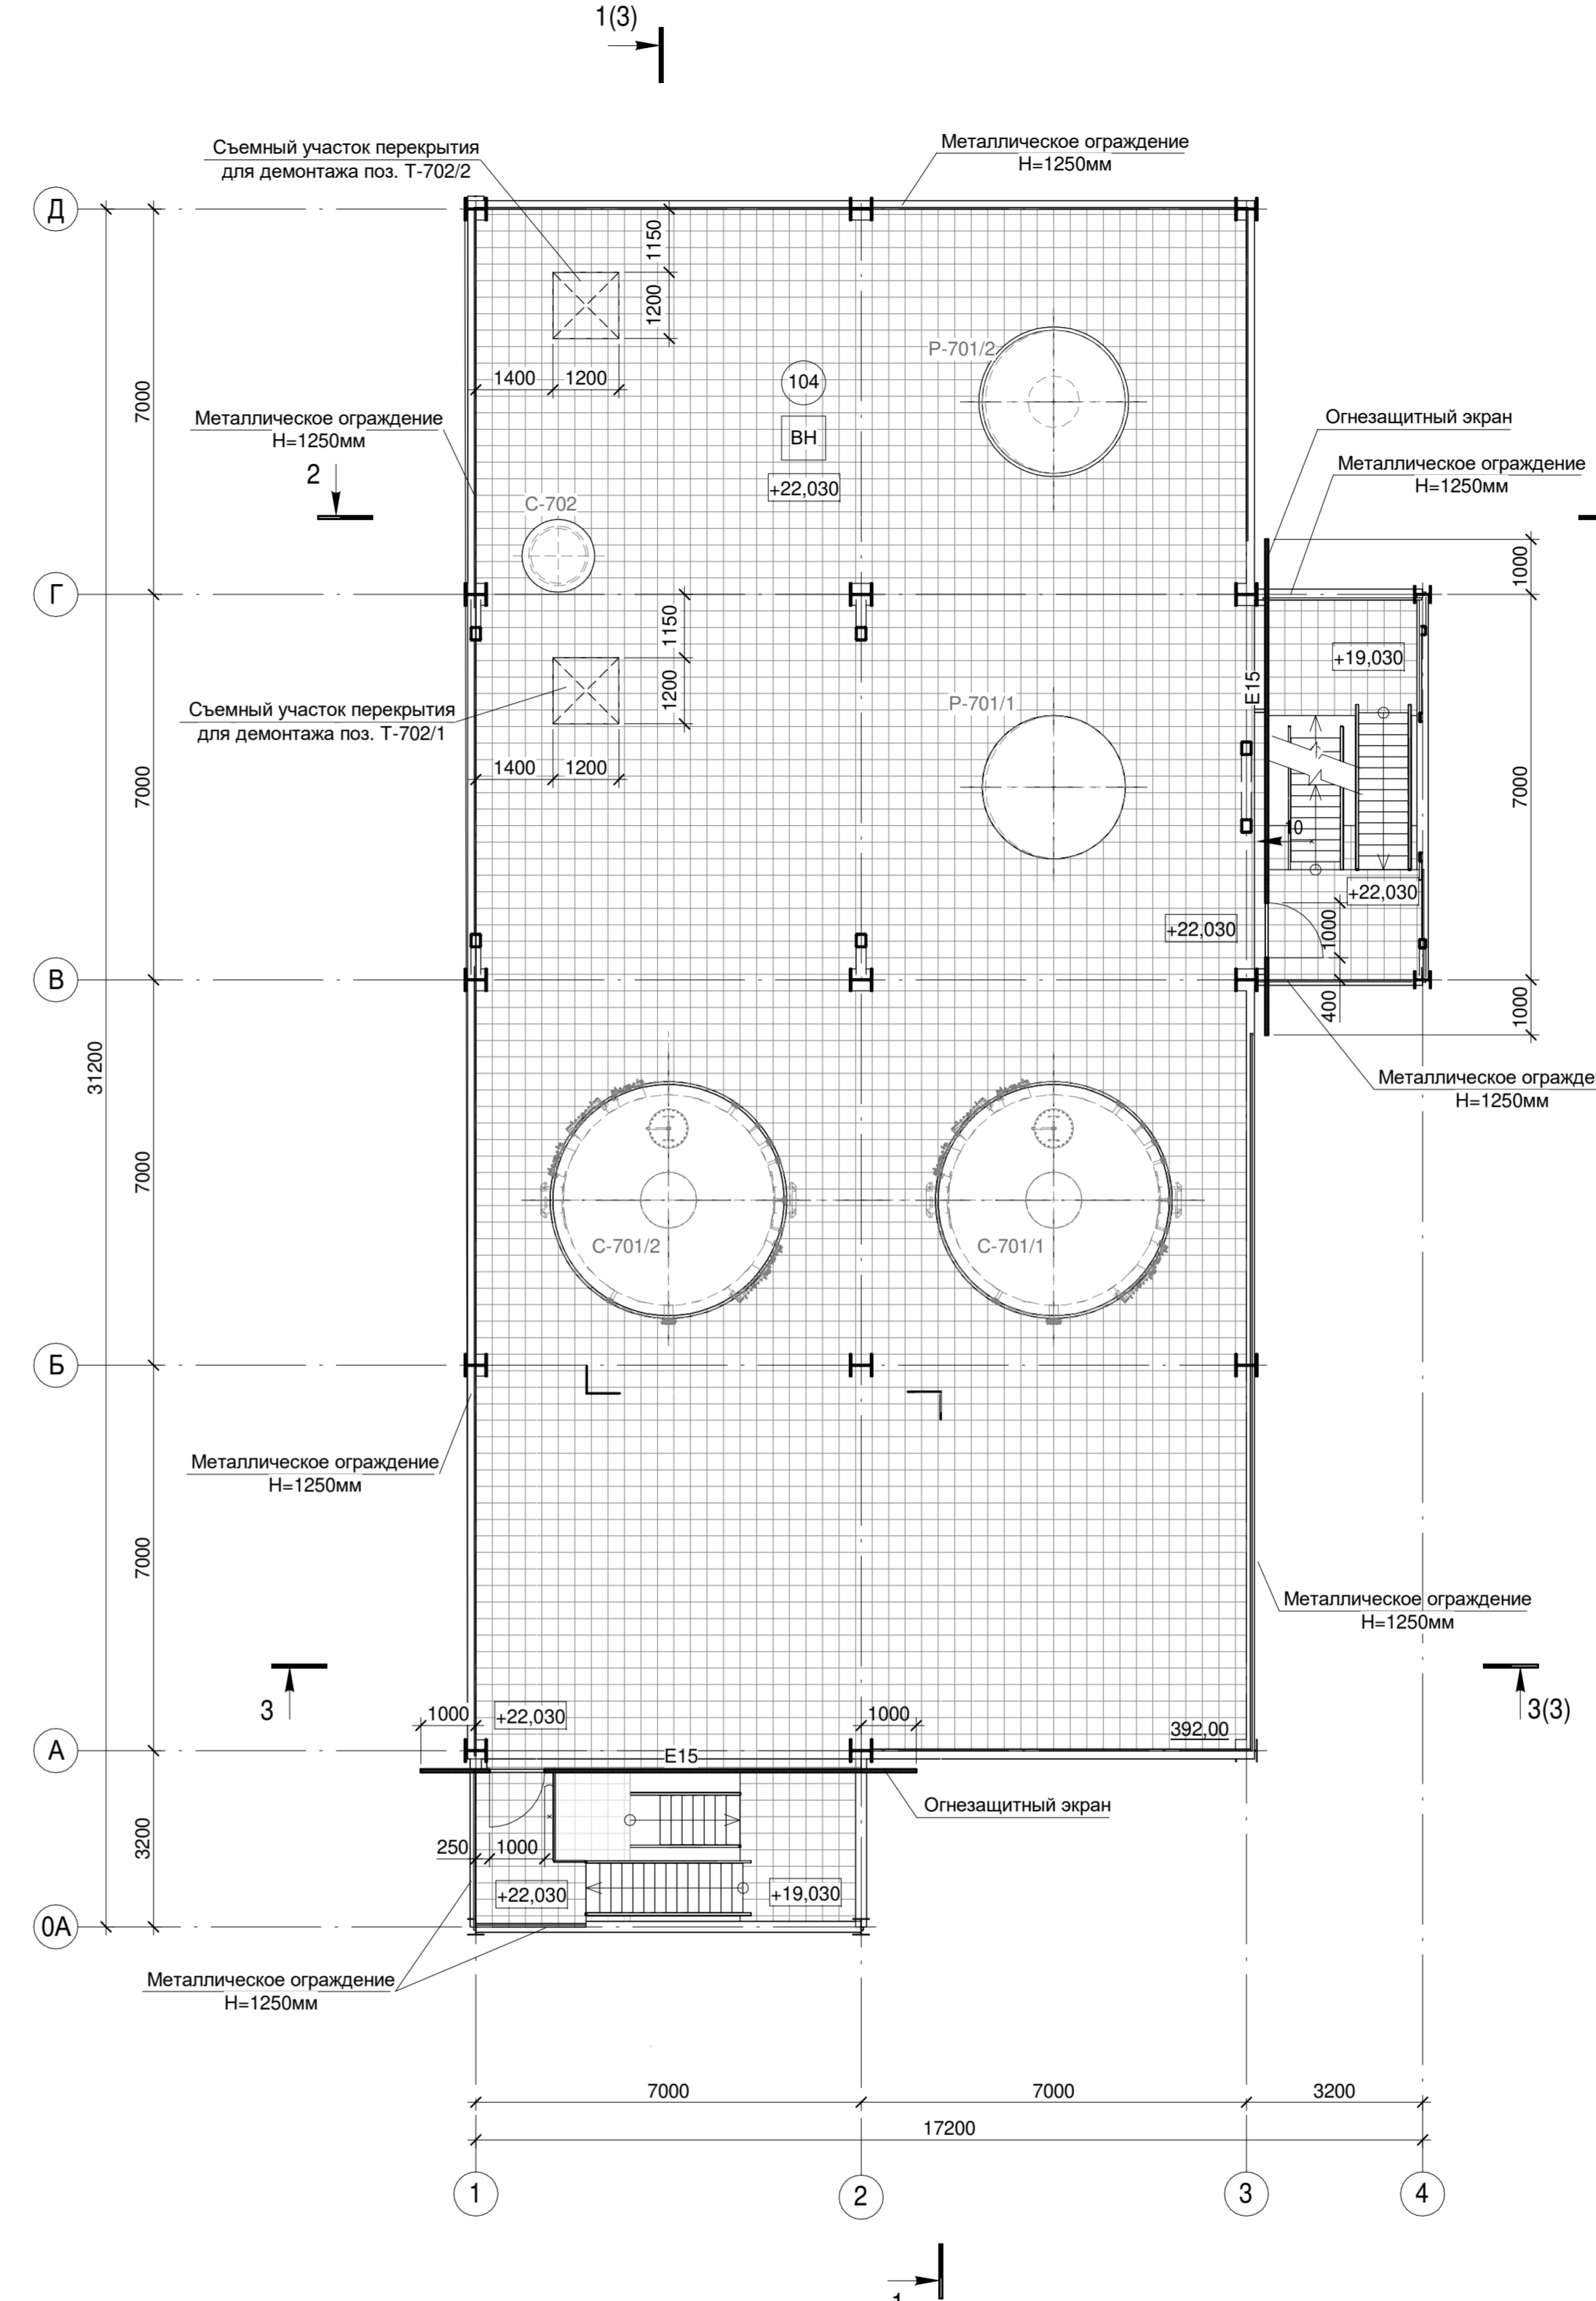 1(3)
Съемный участок перекрытия
для демонтажа поз. Т-702/2
Металлическое ограждение
Н=1250мм
Д
1150
1200
Р-701/2
104
1400
1200
7000
Металлическое ограждение
Н=1250мм
ВН
Огнезащитный экран
2
Металлическое ограждение
Н=1250мм
+22,030
С-702
1000
Г
1150
+19,030
1200
Е15
Съемный участок перекрытия
для демонтажа поз. Т-702/1
Р-701/1
1400
1200
7000
7000
10
+22,030
+22,030
1000
В
400
1000
31200
Металлическое огражде
Н=1250мм
7000
С-701/2
С-701/1
Б
Металлическое ограждение
Н=1250мм
7000
Металлическое ограждение
Н=1250мм
3
3(3)
1000
+22,030
1000
392,00
А
Е15
Огнезащитный экран
3200
250
1000
+22,030
+19,030
0А
Металлическое ограждение
Н=1250мм
7000
7000
3200
17200
1
2
3
4